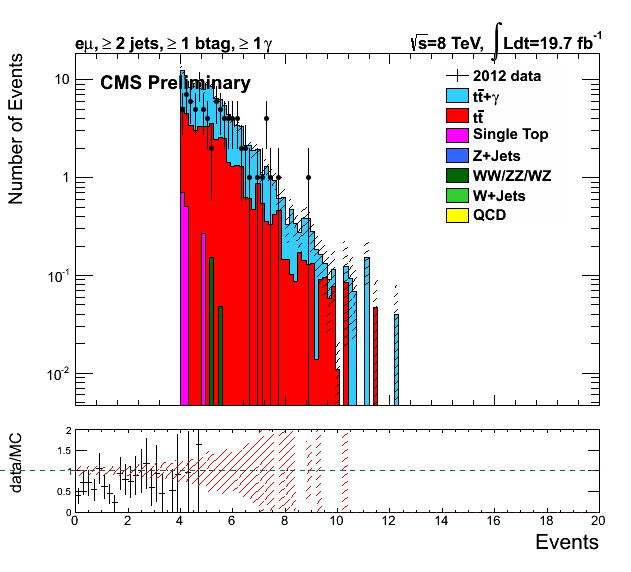 eμ, ≥ 2 jets, ≥ 1 btag, ≥ 1γ
√s=8 TeV, ∫Ldt=19.7 fb⁻¹
CMS Preliminary
Number of Events
10
1
10⁻¹
10⁻²
2012 data
tt̄+γ
tt̄
Single Top
Z+Jets
WW/ZZ/WZ
W+Jets
QCD
data/MC
2
1.5
1
0.5
0
0 2 4 6 8 10 12 14 16 18 20
Events